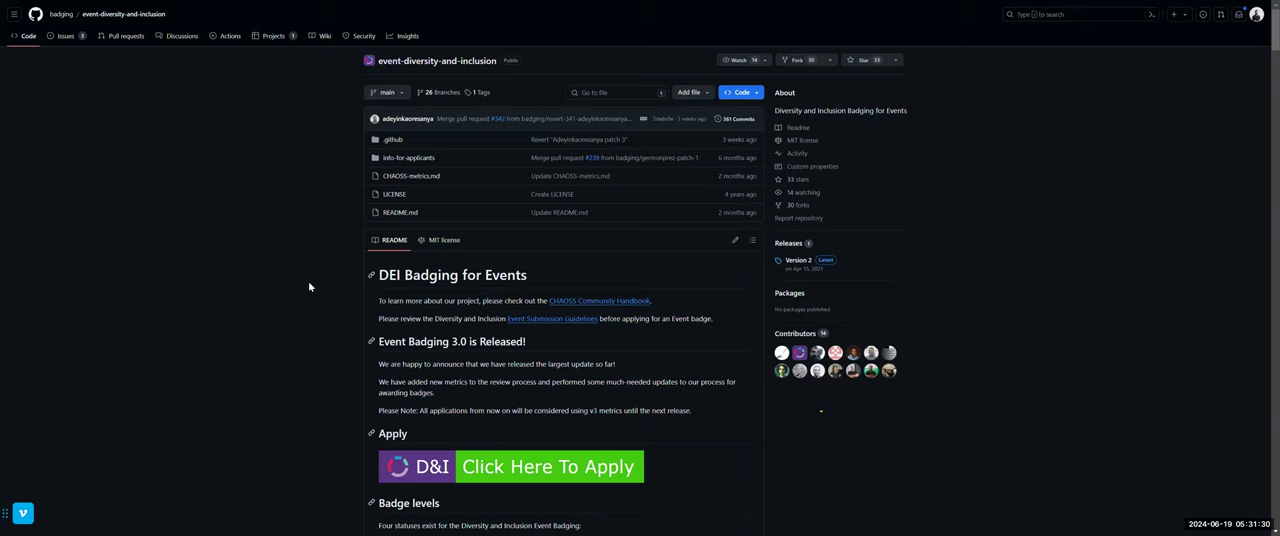 badging / event-diversity-and-inclusion
Type / to search
Code Issues 3 Pull requests Discussions Actions Projects 1 Wiki Security Insights
event-diversity-and-inclusion Public
Watch 14 Fork 30 Star 33
main 26 Branches 1 Tags Go to file Add file Code
adeyinkaoresanya Merge pull request #342 from badging/revert-341-adeyinkaoresanya... 3 weeks ago 361 Commits
.github Revert "Adeyinkaoresanya patch 3" 3 weeks ago
info-for-applicants Merge pull request #239 from badging/germonprez-patch-1 6 months ago
CHAOSS-metrics.md Update CHAOSS-metrics.md 2 months ago
LICENSE Create LICENSE 4 years ago
README.md Update README.md 2 months ago
README MIT license
DEI Badging for Events
To learn more about our project, please check out the CHAOSS Community Handbook.
Please review the Diversity and Inclusion Event Submission Guidelines before applying for an Event badge.
Event Badging 3.0 is Released!
We are happy to announce that we have released the largest update so far!
We have added new metrics to the review process and performed some much-needed updates to our process for
awarding badges.
Please Note: All applications from now on will be considered using v3 metrics until the next release.
Apply
D&I Click Here To Apply
Badge levels
Four statuses exist for the Diversity and Inclusion Event Badging:
About
Diversity and Inclusion Badging for Events
Readme
MIT license
Activity
Custom properties
33 stars
14 watching
30 forks
Report repository
Releases 1
Version 2 Latest
on Apr 15, 2021
Packages
No packages published
Contributors 14
2024-06-19 05:31:30